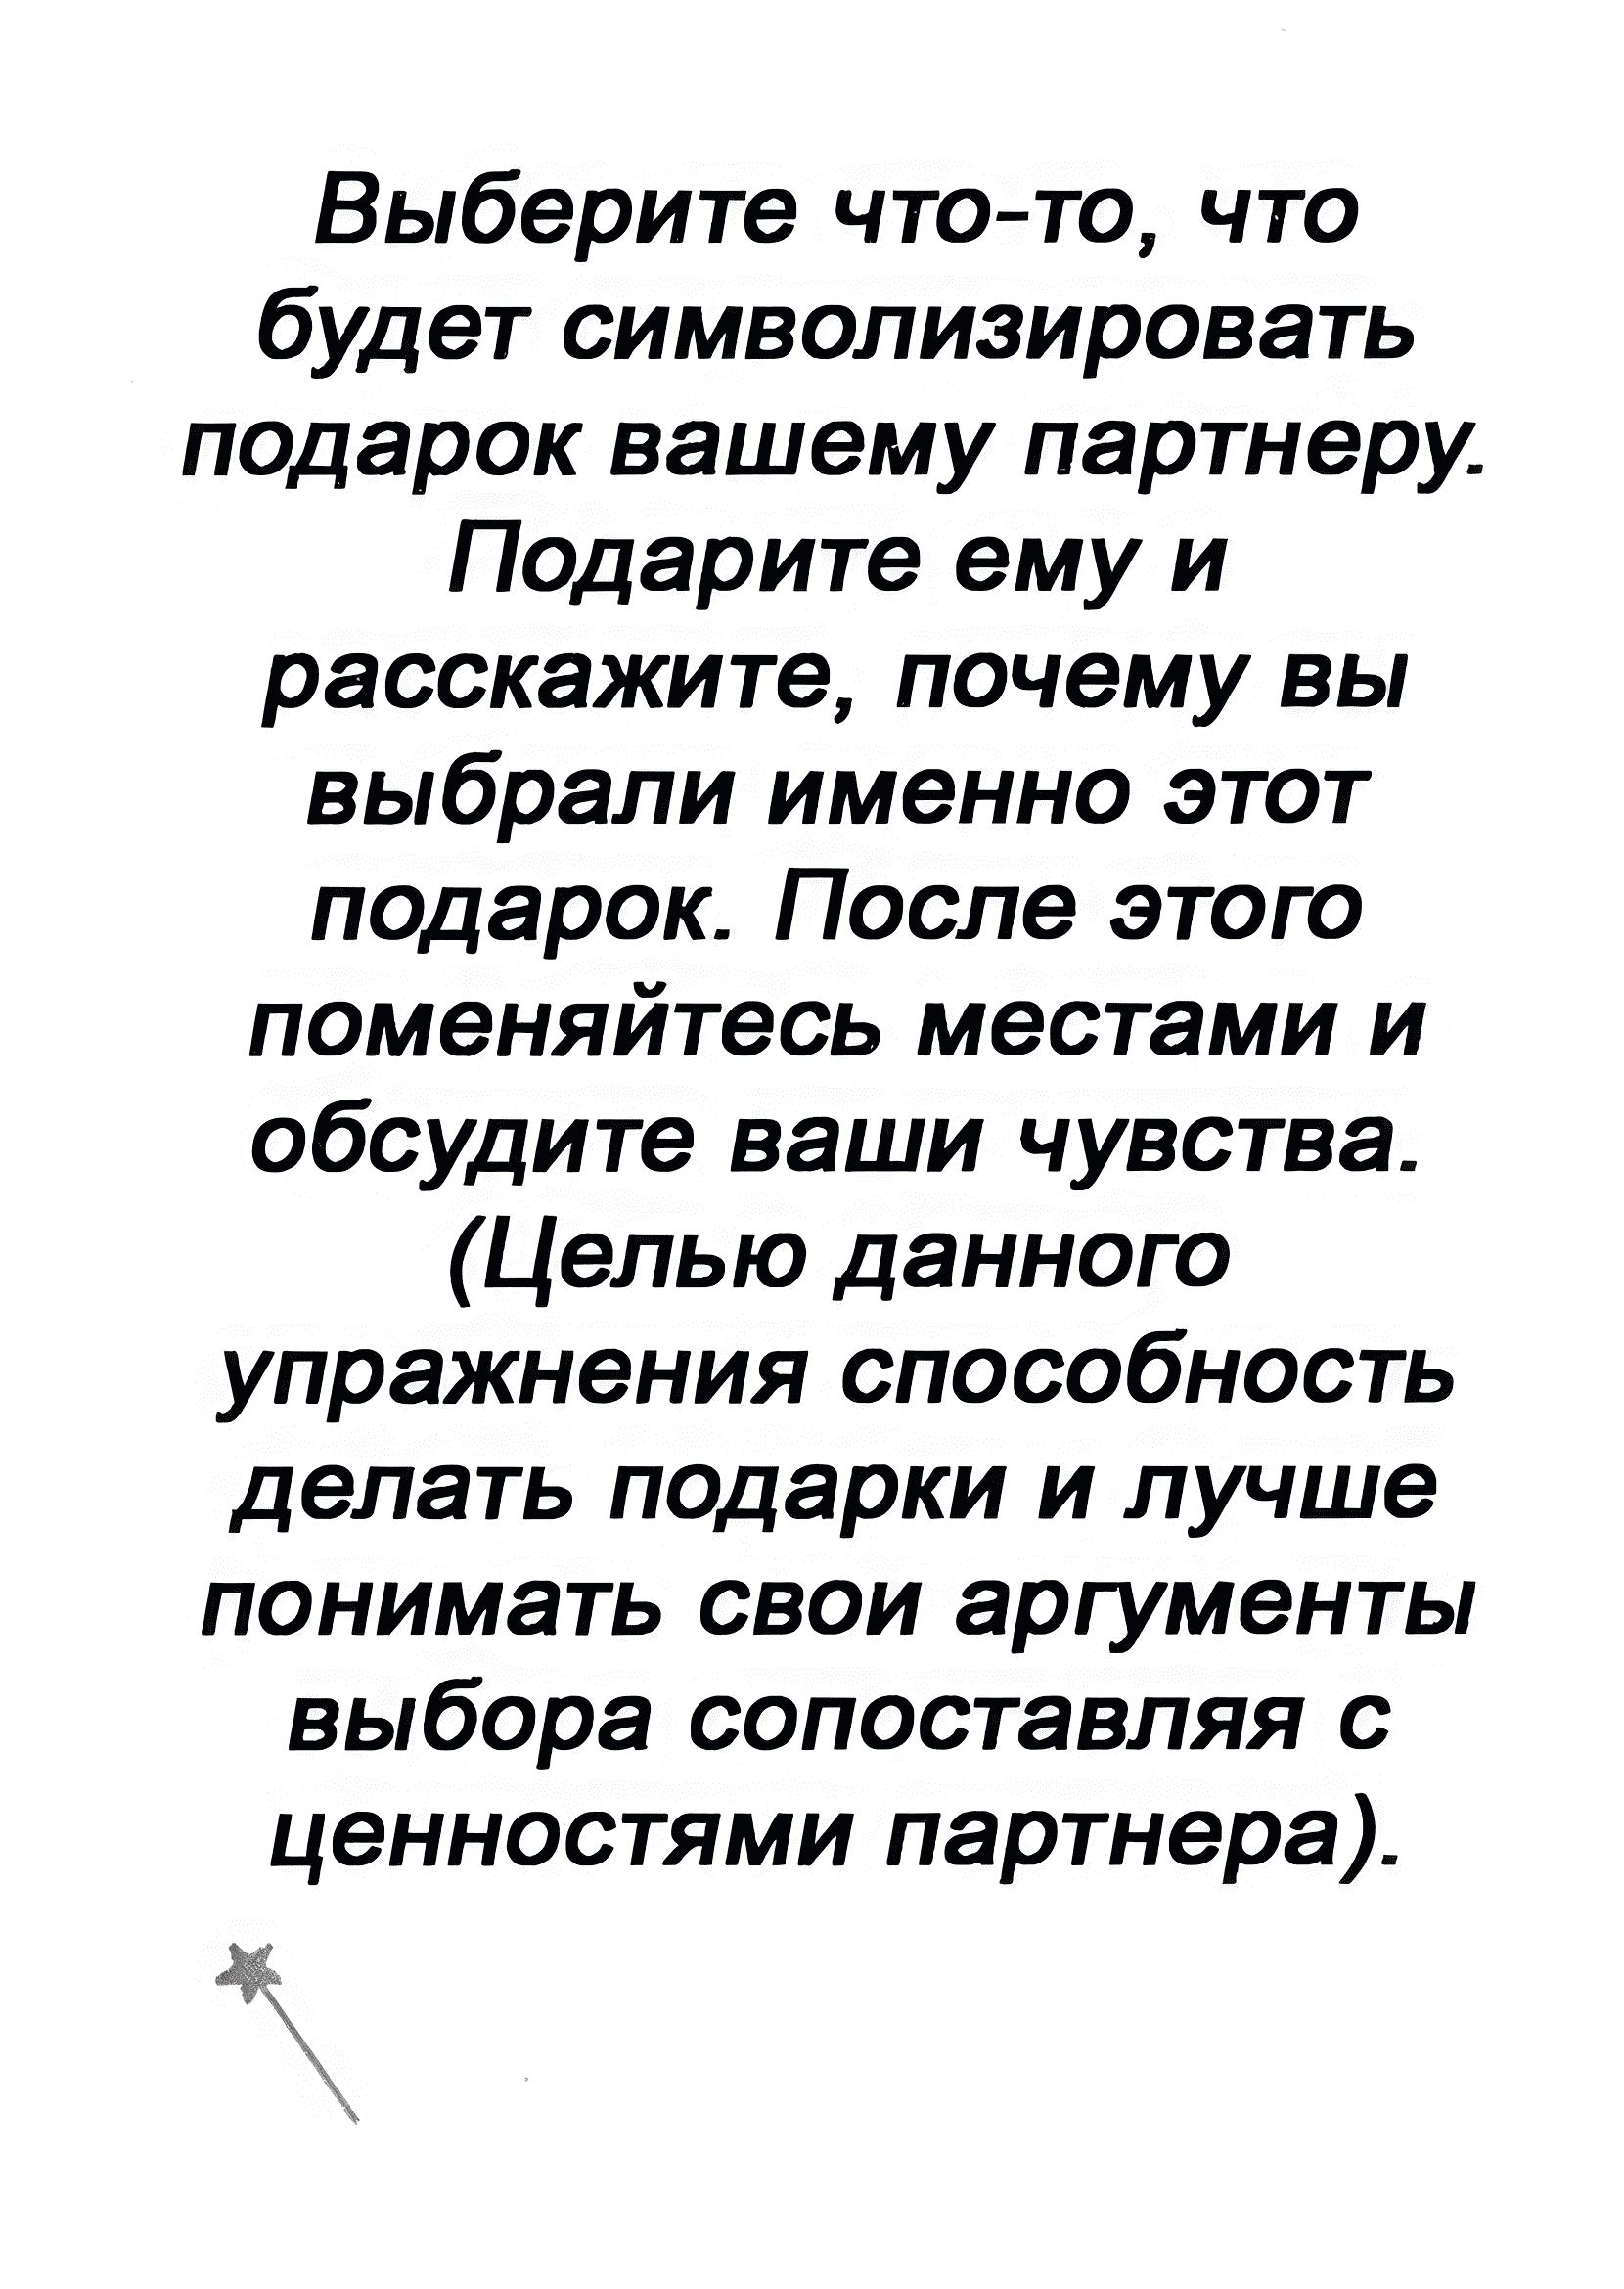 Выберите что-то, что
будет символизировать
подарок вашему партнеру.
Подарите ему и
расскажите, почему вы
выбрали именно этот
подарок. После этого
поменяйтесь местами и
обсудите ваши чувства.
(Целью данного
упражнения способность
делать подарки и лучше
понимать свои аргументы
выбора сопоставляя с
ценностями партнера).